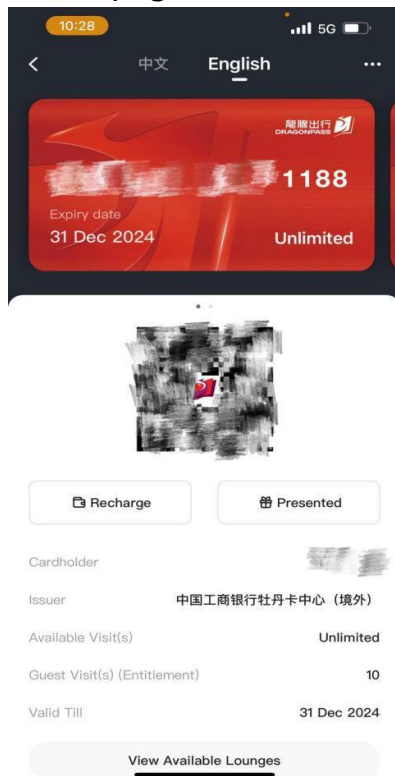 10:28
5G
中文 English
龍騰出行
DRAGONPASS
1188
Expiry date
31 Dec 2024 Unlimited
Recharge Presented
Cardholder
Issuer 中国工商银行牡丹卡中心（境外）
Available Visit(s) Unlimited
Guest Visit(s) (Entitlement) 10
Valid Till 31 Dec 2024
View Available Lounges